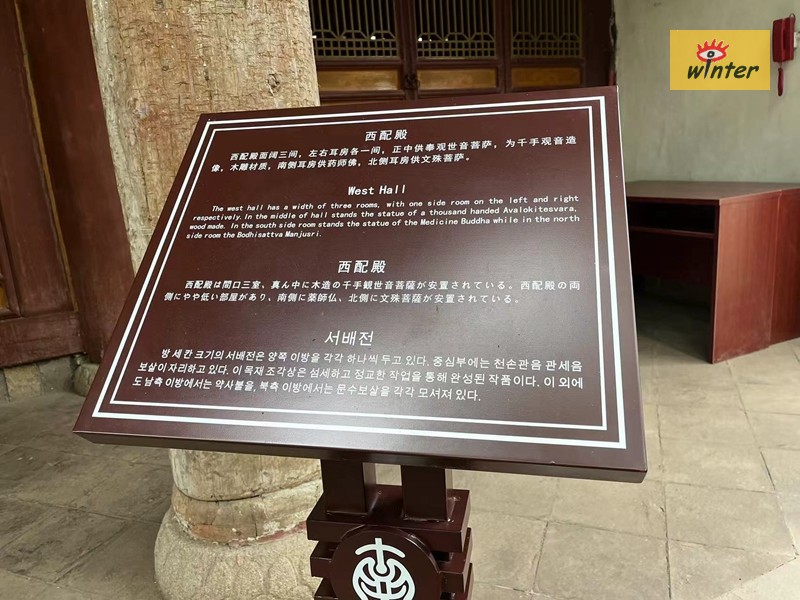 winter
西配殿
西配殿面阔三间，左右耳房各一间，正中供奉观世音菩萨，为千手观音造
像，木雕材质，南侧耳房供药师佛，北侧耳房供文殊菩萨。
West Hall
The west hall has a width of three rooms, with one side room on the left and right
respectively. In the middle of hall stands the statue of a thousand handed Avalokitesvara,
wood made. In the south side room stands the statue of the Medicine Buddha while in the north
side room the Bodhisattva Manjusri.
西配殿
西配殿は間口三室、真ん中に木造の千手観世音菩薩が安置されている。西配殿の両
側にやや低い部屋があり、南側に薬師仏、北側に文殊菩薩が安置されている。
서배전
방 세 칸 크기의 서배전은 양쪽 이방을 각각 하나씩 두고 있다. 중심부에는 천손관음 관세음
보살이 자리하고 있다. 이 목재 조각상은 섬세하고 정교한 작업을 통해 완성된 작품이다. 이 외에
도 남측 이방에서는 약사불을, 북측 이방에서는 문수보살을 각각 모셔져 있다.